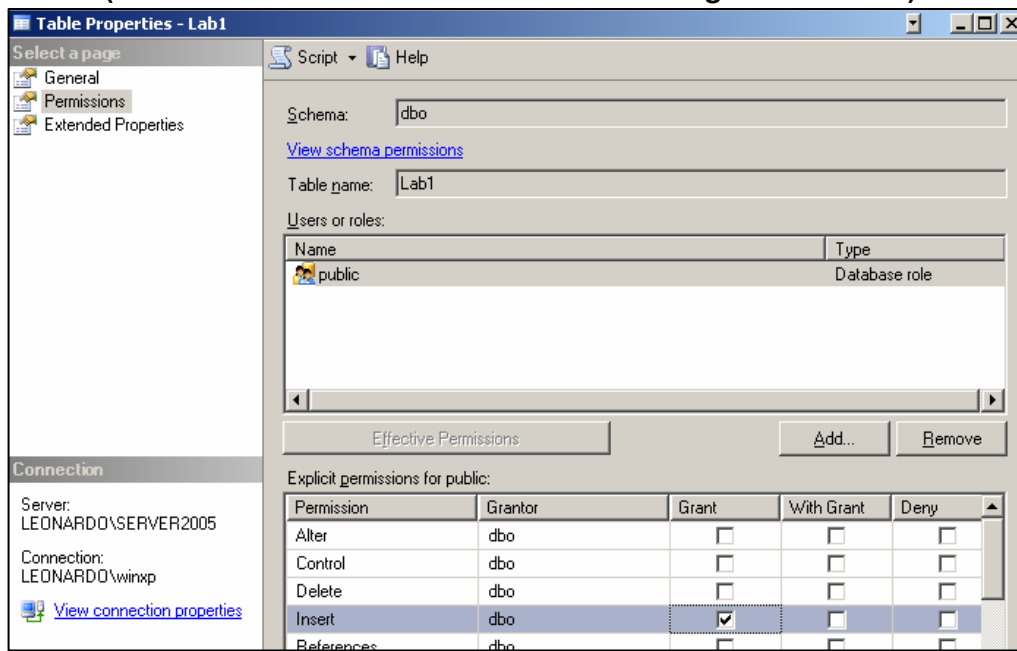 Table Properties - Lab1
Select a page
General
Permissions
Extended Properties
Script Help
Schema: dbo
View schema permissions
Table name: Lab1
Users or roles:
Name Type
public Database role
Effective Permissions Add... Remove
Explicit permissions for public:
Permission Grantor Grant With Grant Deny
Alter dbo
Control dbo
Delete dbo
Insert dbo
References dbo
Connection
Server:
LEONARDO\SERVER2005
Connection:
LEONARDO\winxp
View connection properties